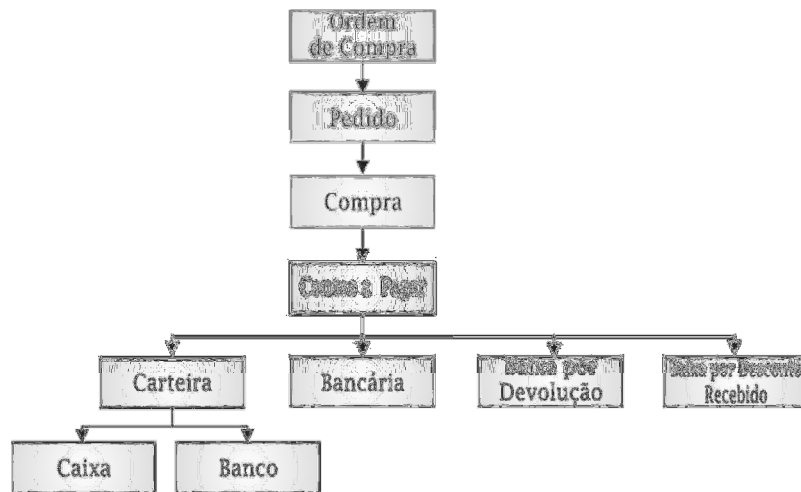 Ordem
de Compra
Pedido
Compra
Contas a Pagar
Carteira
Bancária
Baixa por
Devolução
Baixa por Desconto
Recebido
Caixa
Banco